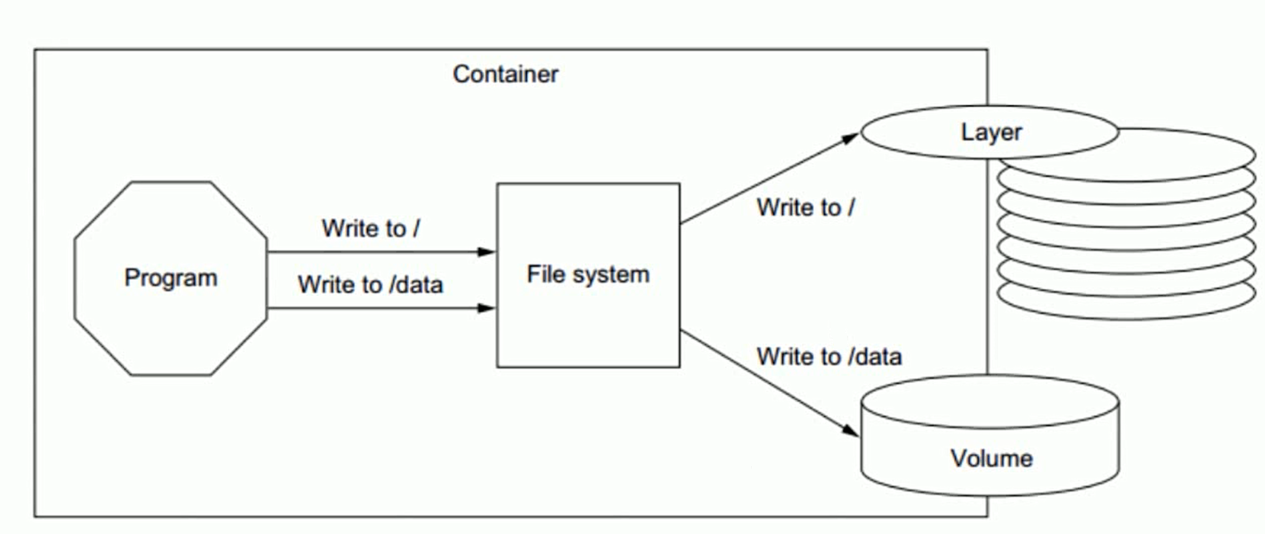 Container
Layer
Write to /
Write to /
Program
File system
Write to /data
Write to /data
Volume